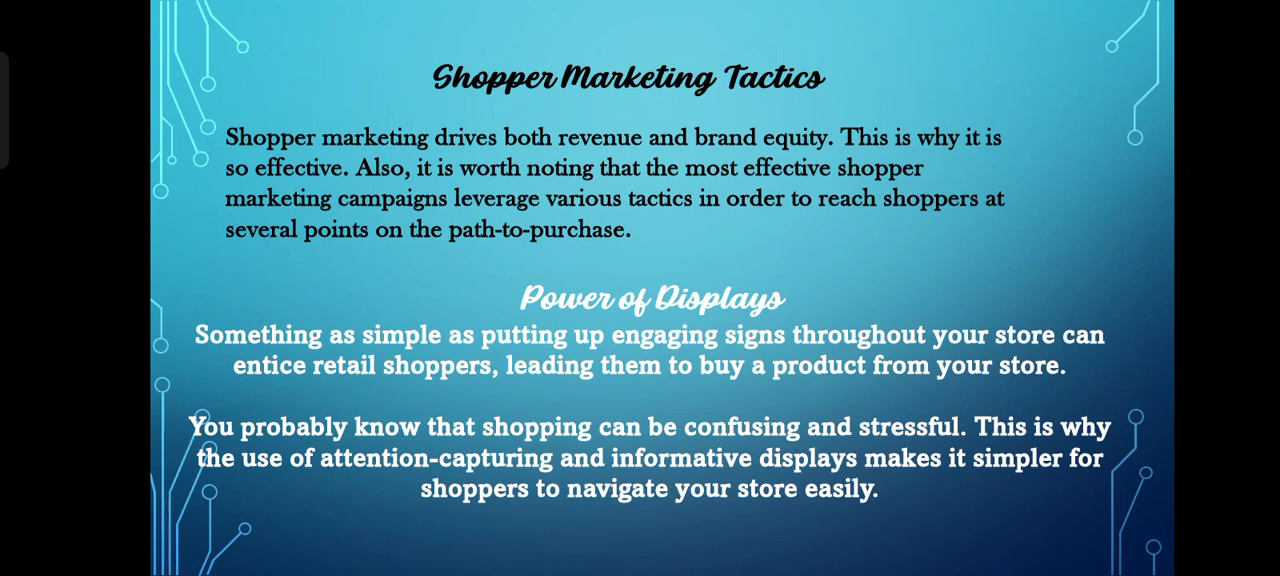 Shopper Marketing Tactics
Shopper marketing drives both revenue and brand equity. This is why it is
so effective. Also, it is worth noting that the most effective shopper
marketing campaigns leverage various tactics in order to reach shoppers at
several points on the path-to-purchase.
Power of Displays
Something as simple as putting up engaging signs throughout your store can
entice retail shoppers, leading them to buy a product from your store.
You probably know that shopping can be confusing and stressful. This is why
the use of attention-capturing and informative displays makes it simpler for
shoppers to navigate your store easily.